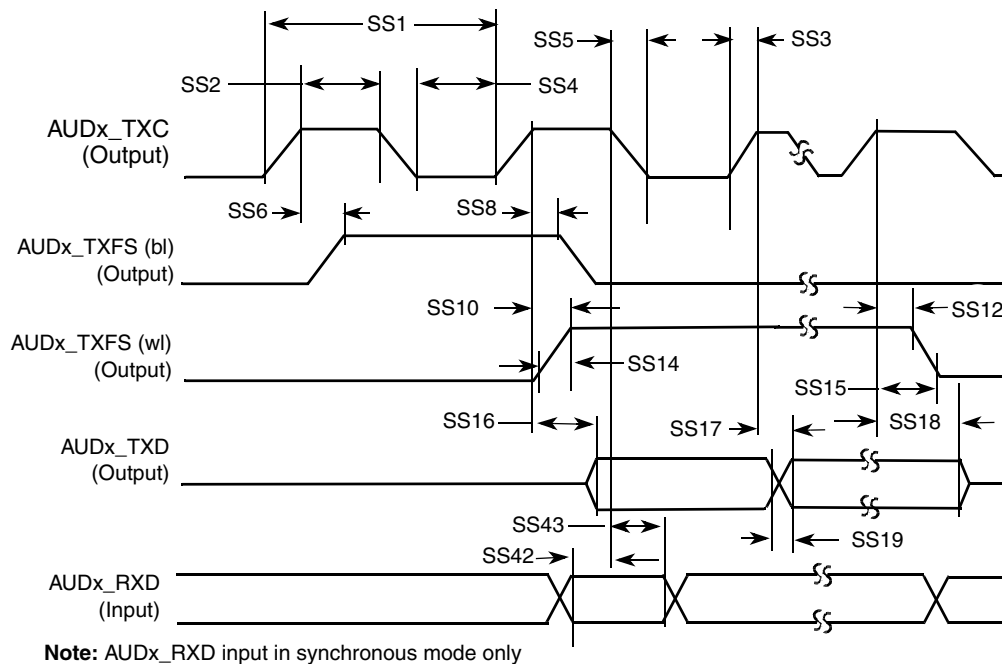 SS1
SS5
SS3
SS2
SS4
AUDx_TXC
(Output)
SS6
SS8
AUDx_TXFS (bl)
(Output)
SS10
SS12
AUDx_TXFS (wl)
(Output)
SS14
SS15
SS16
SS17
SS18
AUDx_TXD
(Output)
SS43
SS19
SS42
AUDx_RXD
(Input)
Note: AUDx_RXD input in synchronous mode only